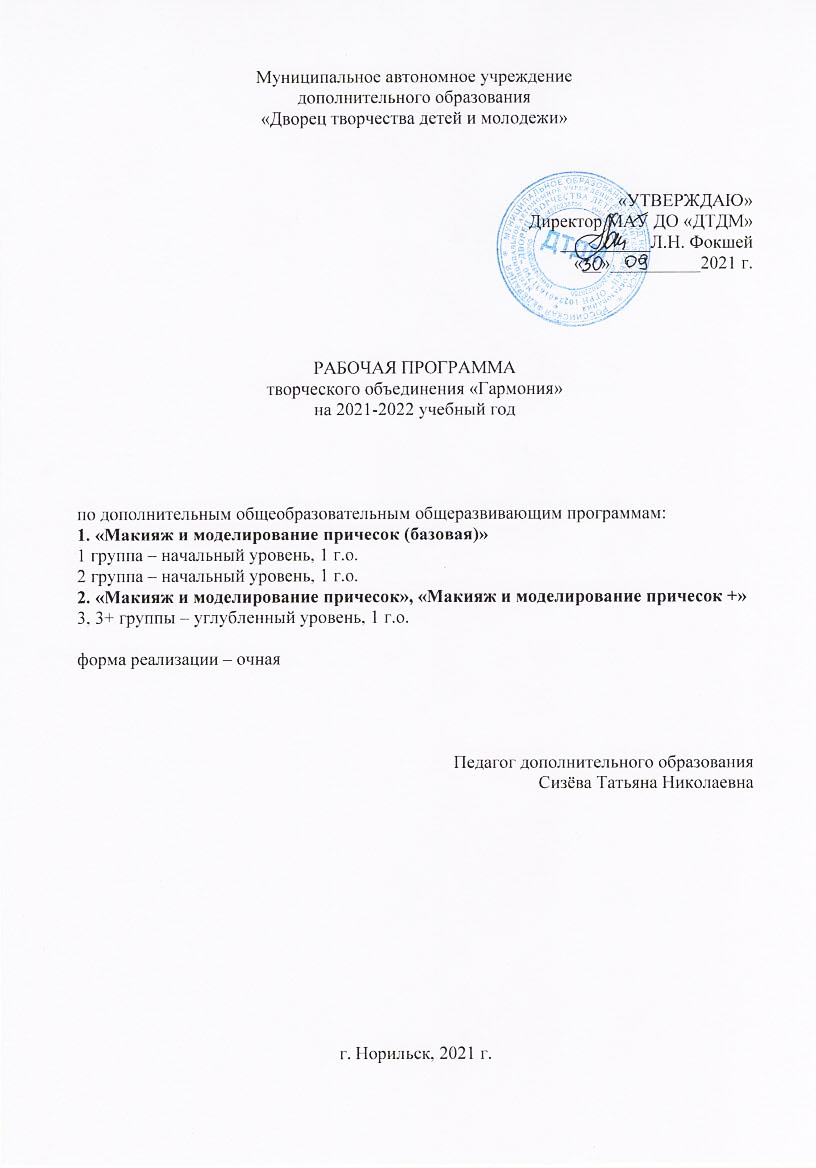 Муниципальное автономное учреждение
дополнительного образования
«Дворец творчества детей и молодежи»
«УТВЕРЖДАЮ»
Директор МАУ ДО «ДТДМ»
Л.Н. Фокшей
«30» 09 2021 г.
ДТДМ
РАБОЧАЯ ПРОГРАММА
творческого объединения «Гармония»
на 2021-2022 учебный год
по дополнительным общеобразовательным общеразвивающим программам:
1. «Макияж и моделирование причесок (базовая)»
1 группа – начальный уровень, 1 г.о.
2 группа – начальный уровень, 1 г.о.
2. «Макияж и моделирование причесок», «Макияж и моделирование причесок +»
3, 3+ группы – углубленный уровень, 1 г.о.
форма реализации – очная
Педагог дополнительного образования
Сизёва Татьяна Николаевна
г. Норильск, 2021 г.